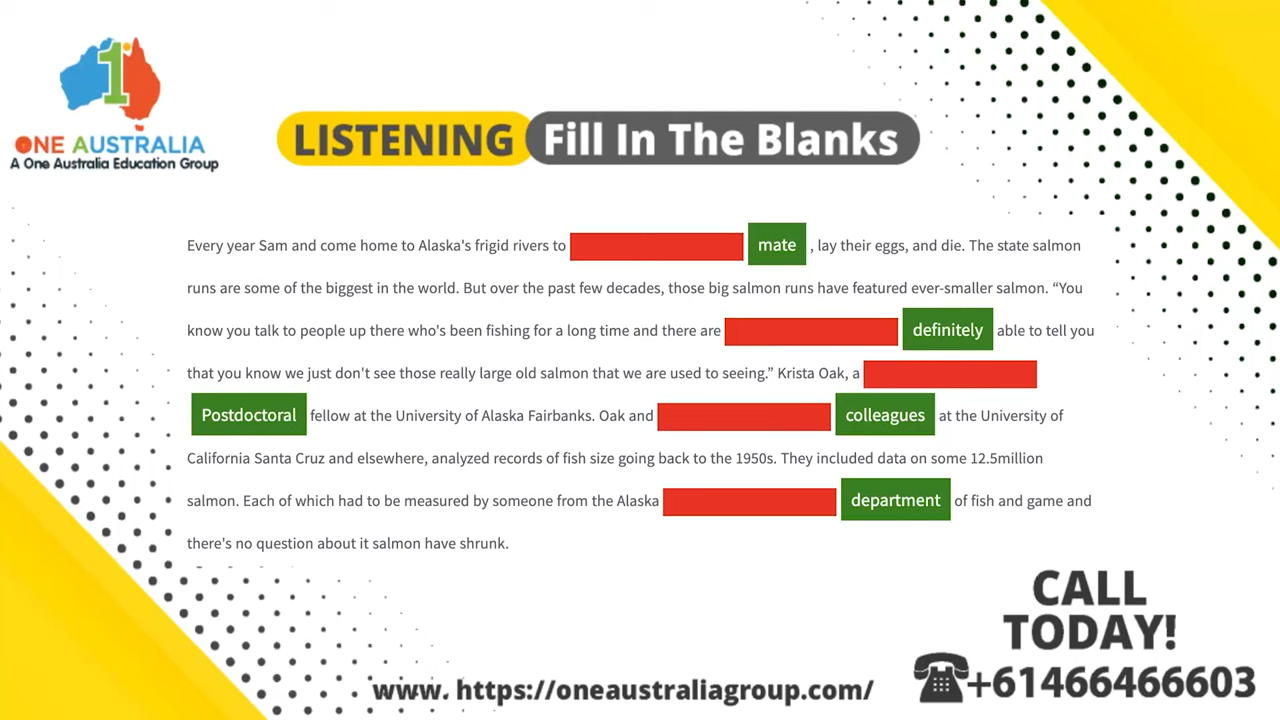 1
ONE AUSTRALIA
A One Australia Education Group
LISTENING Fill In The Blanks
Every year Sam and come home to Alaska's frigid rivers to mate , lay their eggs, and die. The state salmon
runs are some of the biggest in the world. But over the past few decades, those big salmon runs have featured ever-smaller salmon. “You
know you talk to people up there who's been fishing for a long time and there are definitely able to tell you
that you know we just don't see those really large old salmon that we are used to seeing.” Krista Oak, a
Postdoctoral fellow at the University of Alaska Fairbanks. Oak and colleagues at the University of
California Santa Cruz and elsewhere, analyzed records of fish size going back to the 1950s. They included data on some 12.5million
salmon. Each of which had to be measured by someone from the Alaska department of fish and game and
there's no question about it salmon have shrunk.
CALL
TODAY!
+61466466603
www. https://oneaustraliagroup.com/